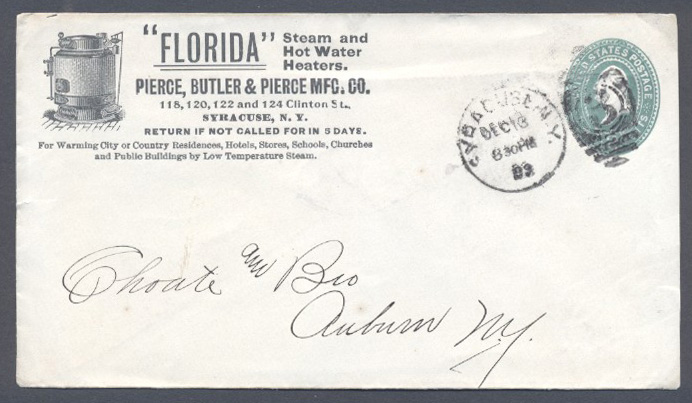 "FLORIDA" Steam and
Hot Water
Heaters.
PIERCE, BUTLER & PIERCE MFG. CO.
118, 120, 122 and 124 Clinton St.,
SYRACUSE, N. Y.
RETURN IF NOT CALLED FOR IN 5 DAYS.
For Warming City or Country Residences, Hotels, Stores, Schools, Churches
and Public Buildings by Low Temperature Steam.
SYRACUSE, N.Y.
DEC 18
6 30 PM
UNITED STATES POSTAGE
Choate and Bro
Auburn N.Y.